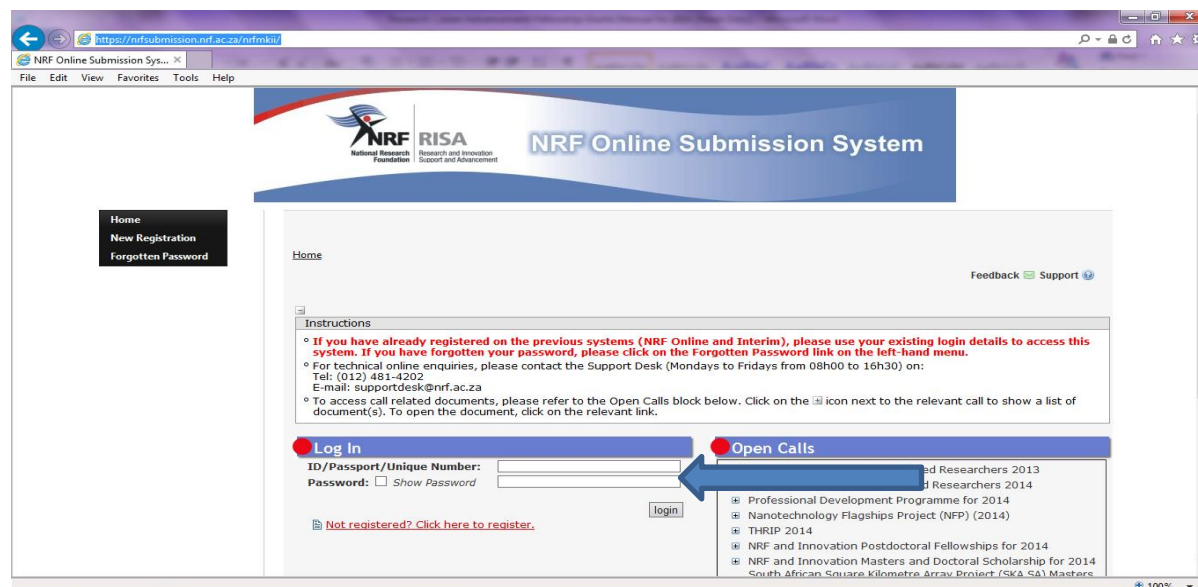 https://nrfsubmission.nrf.ac.za/nrfmkii/
NRF Online Submission Sys...
File Edit View Favorites Tools Help
NRF RISA
National Research Foundation
Research and Innovation Support and Advancement
NRF Online Submission System
Home
New Registration
Forgotten Password
Home
Feedback Support
Instructions
If you have already registered on the previous systems (NRF Online and Interim), please use your existing login details to access this
system. If you have forgotten your password, please click on the Forgotten Password link on the left-hand menu.
For technical online enquiries, please contact the Support Desk (Mondays to Fridays from 08h00 to 16h30) on:
Tel: (012) 481-4202
E-mail: supportdesk@nrf.ac.za
To access call related documents, please refer to the Open Calls block below. Click on the icon next to the relevant call to show a list of
document(s). To open the document, click on the relevant link.
Log In
ID/Passport/Unique Number:
Password: Show Password
login
Not registered? Click here to register.
Open Calls
ed Researchers 2013
Researchers 2014
Professional Development Programme for 2014
Nanotechnology Flagships Project (NFP) (2014)
THRIP 2014
NRF and Innovation Postdoctoral Fellowships for 2014
NRF and Innovation Masters and Doctoral Scholarship for 2014
South African Square Kilometre Array Project (SKA SA) Masters
100%